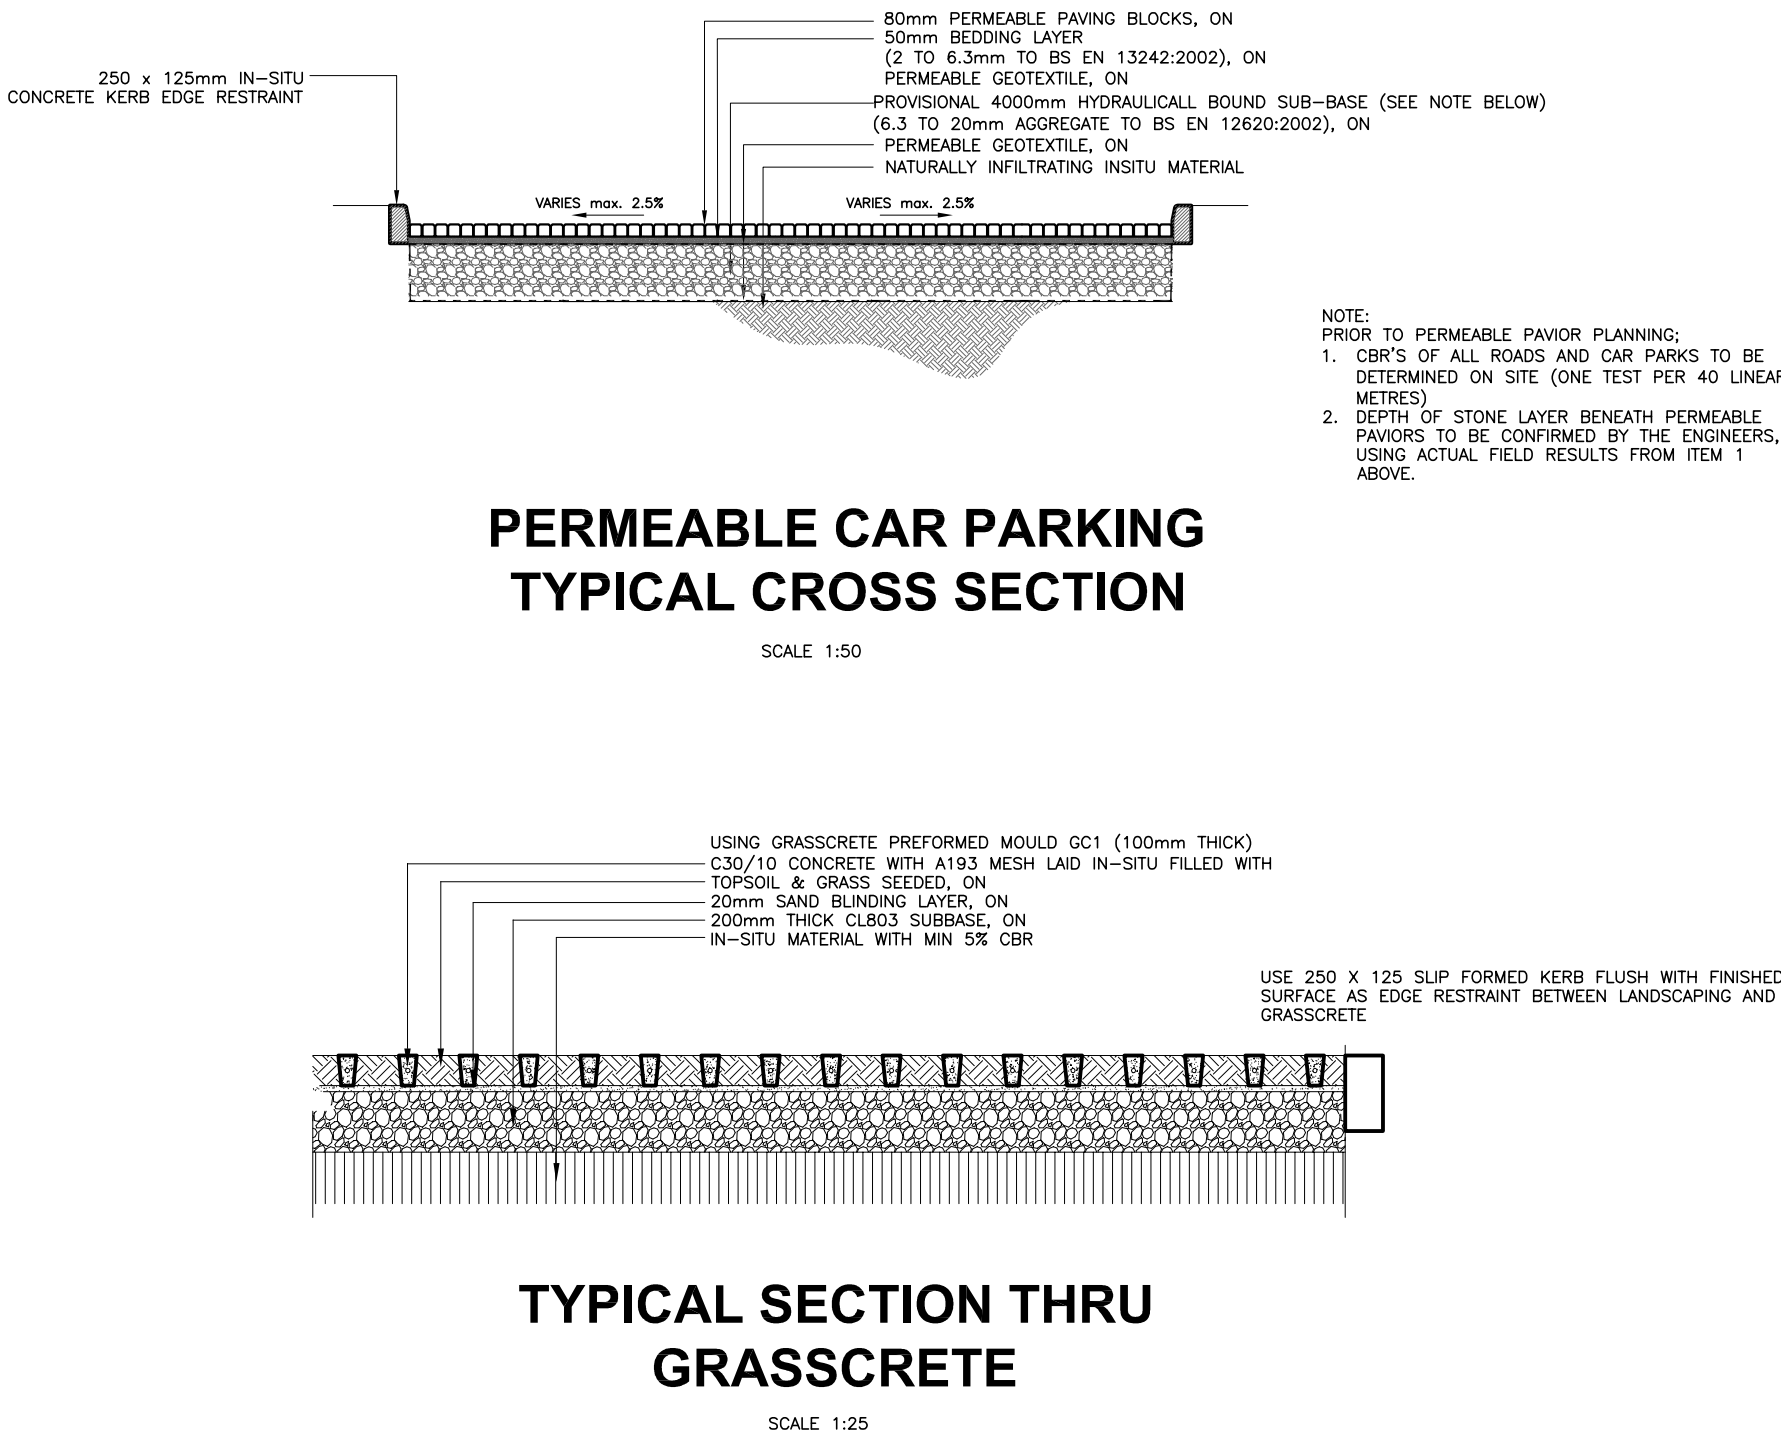 80mm PERMEABLE PAVING BLOCKS, ON
50mm BEDDING LAYER
(2 TO 6.3mm TO BS EN 13242:2002), ON
PERMEABLE GEOTEXTILE, ON
PROVISIONAL 4000mm HYDRAULICALL BOUND SUB-BASE (SEE NOTE BELOW)
(6.3 TO 20mm AGGREGATE TO BS EN 12620:2002), ON
PERMEABLE GEOTEXTILE, ON
NATURALLY INFILTRATING INSITU MATERIAL
250 x 125mm IN-SITU
CONCRETE KERB EDGE RESTRAINT
VARIES max. 2.5%
VARIES max. 2.5%
NOTE:
PRIOR TO PERMEABLE PAVIOR PLANNING;
1. CBR'S OF ALL ROADS AND CAR PARKS TO BE
DETERMINED ON SITE (ONE TEST PER 40 LINEAR
METRES)
2. DEPTH OF STONE LAYER BENEATH PERMEABLE
PAVIORS TO BE CONFIRMED BY THE ENGINEERS,
USING ACTUAL FIELD RESULTS FROM ITEM 1
ABOVE.
PERMEABLE CAR PARKING
TYPICAL CROSS SECTION
SCALE 1:50
USING GRASSCRETE PREFORMED MOULD GC1 (100mm THICK)
C30/10 CONCRETE WITH A193 MESH LAID IN-SITU FILLED WITH
TOPSOIL & GRASS SEEDED, ON
20mm SAND BLINDING LAYER, ON
200mm THICK CL803 SUBBASE, ON
IN-SITU MATERIAL WITH MIN 5% CBR
USE 250 X 125 SLIP FORMED KERB FLUSH WITH FINISHED
SURFACE AS EDGE RESTRAINT BETWEEN LANDSCAPING AND
GRASSCRETE
TYPICAL SECTION THRU
GRASSCRETE
SCALE 1:25